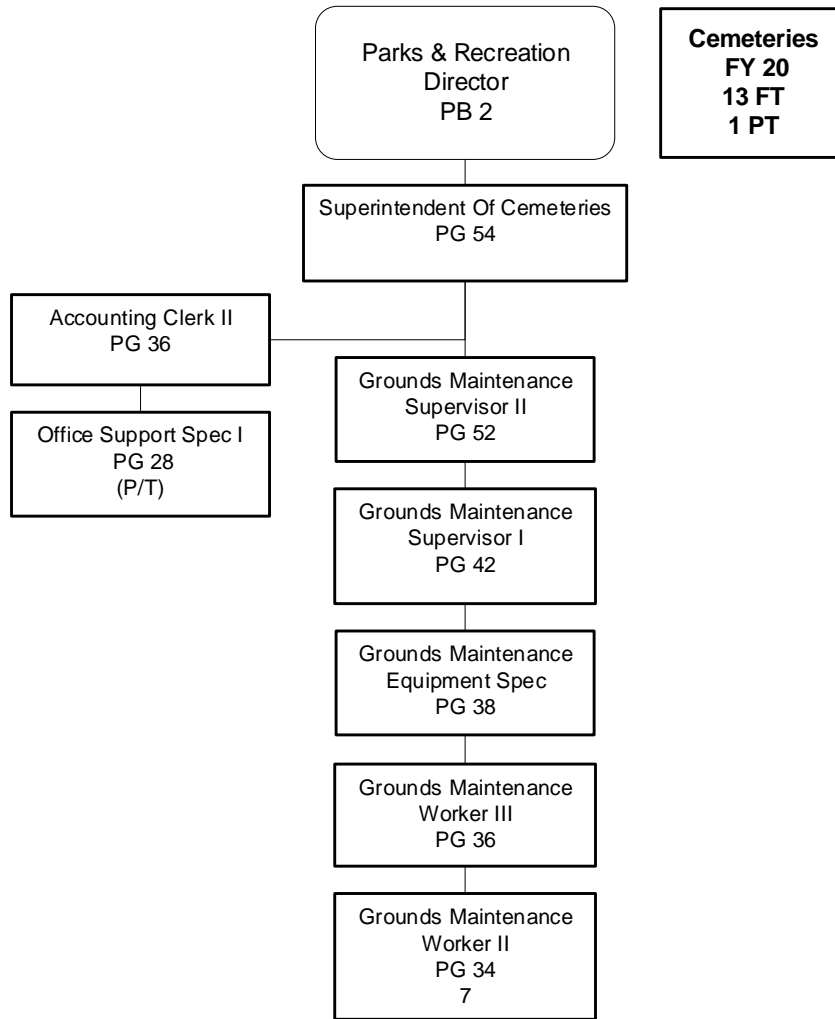 Parks & Recreation
Director
PB 2
Cemeteries
FY 20
13 FT
1 PT
Superintendent Of Cemeteries
PG 54
Accounting Clerk II
PG 36
Office Support Spec I
PG 28
(P/T)
Grounds Maintenance
Supervisor II
PG 52
Grounds Maintenance
Supervisor I
PG 42
Grounds Maintenance
Equipment Spec
PG 38
Grounds Maintenance
Worker III
PG 36
Grounds Maintenance
Worker II
PG 34
7